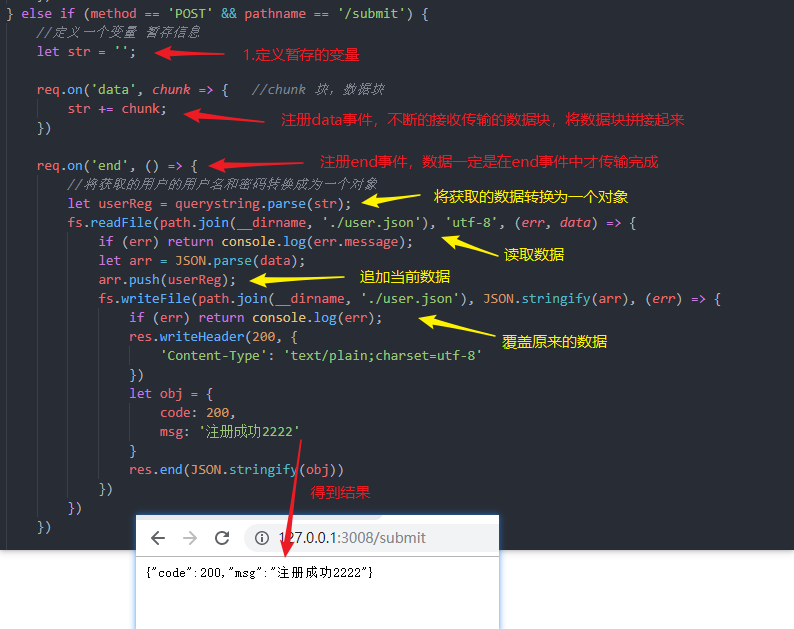 } else if (method == 'POST' && pathname == '/submit') {
//定义一个变量 暂存信息
let str = '';
1.定义暂存的变量
req.on('data', chunk => { //chunk 块，数据块
str += chunk;
注册data事件，不断的接收传输的数据块，将数据块拼接起来
})
req.on('end', () => {
注册end事件，数据一定是在end事件中才传输完成
//将获取的用户的用户名和密码转换成为一个对象
let userReg = querystring.parse(str);
将获取的数据转换为一个对象
fs.readFile(path.join(__dirname, './user.json'), 'utf-8', (err, data) => {
if (err) return console.log(err.message);
读取数据
let arr = JSON.parse(data);
arr.push(userReg);
追加当前数据
fs.writeFile(path.join(__dirname, './user.json'), JSON.stringify(arr), (err) => {
if (err) return console.log(err);
覆盖原来的数据
res.writeHeader(200, {
'Content-Type': 'text/plain;charset=utf-8'
})
let obj = {
code: 200,
msg: '注册成功2222'
}
res.end(JSON.stringify(obj))
})
得到结果
})
})
127.0.0.1:3008/submit
{"code":200,"msg":"注册成功2222"}